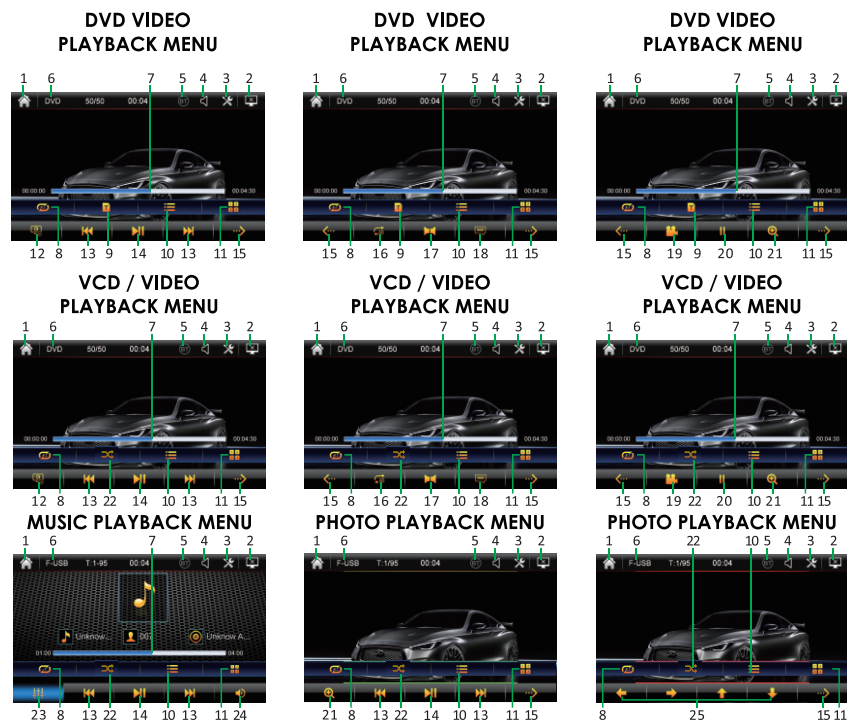 DVD VIDEO
PLAYBACK MENU
1 6 7 5 4 3 2
DVD 50/50 00:04 BT
00:00:00 00:04:30
12 8 13 9 14 10 13 11 15
DVD VIDEO
PLAYBACK MENU
1 6 7 5 4 3 2
DVD 50/50 00:04 BT
00:00:00 00:04:30
15 8 16 9 17 10 18 11 15
DVD VIDEO
PLAYBACK MENU
1 6 7 5 4 3 2
DVD 50/50 00:04 BT
00:00:00 00:04:30
15 8 19 9 20 10 21 11 15
VCD / VIDEO
PLAYBACK MENU
1 6 7 5 4 3 2
DVD 50/50 00:04 BT
00:00:00 00:04:30
12 8 13 22 14 10 13 11 15
VCD / VIDEO
PLAYBACK MENU
1 6 7 5 4 3 2
DVD 50/50 00:04 BT
00:00:00 00:04:30
15 8 16 22 17 10 18 11 15
VCD / VIDEO
PLAYBACK MENU
1 6 7 5 4 3 2
DVD 50/50 00:04 BT
00:00:00 00:04:30
15 8 19 22 20 10 21 11 15
MUSIC PLAYBACK MENU
1 6 7 5 4 3 2
F-USB T:1-95 00:04 BT
Unknow... 007 Unknow A...
01:00 04:00
23 8 13 22 14 10 13 11 24
PHOTO PLAYBACK MENU
1 6 5 4 3 2
F-USB T:1/95 BT
21 8 13 22 14 10 13 11 15
PHOTO PLAYBACK MENU
1 6 22 10 5 4 3 2
F-USB T:1/95 00:04 BT
8 25 15 11